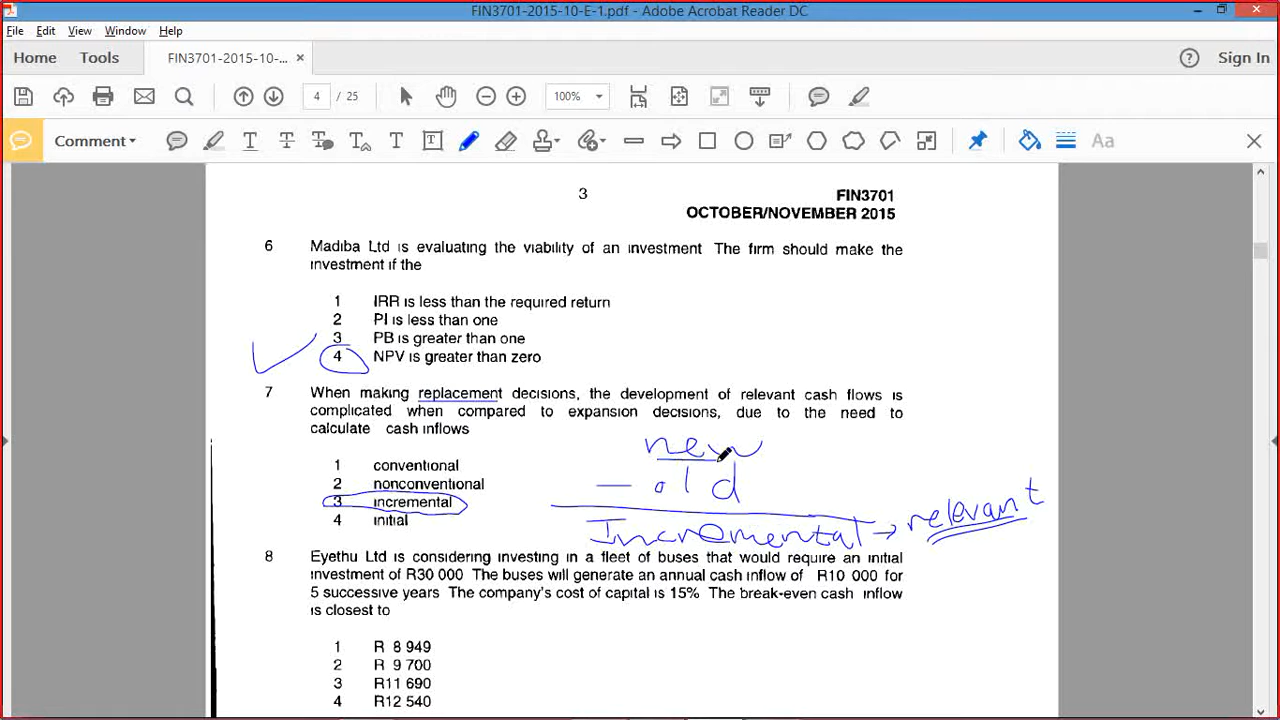 FIN3701-2015-10-E-1.pdf - Adobe Acrobat Reader DC
File Edit View Window Help
Home Tools FIN3701-2015-10-... × Sign In
4 / 25 100%
Comment Aa
3 FIN3701
OCTOBER/NOVEMBER 2015
6 Madiba Ltd is evaluating the viability of an investment The firm should make the
investment if the
1 IRR is less than the required return
2 PI is less than one
3 PB is greater than one
4 NPV is greater than zero
7 When making replacement decisions, the development of relevant cash flows is
complicated when compared to expansion decisions, due to the need to
calculate cash inflows
new
1 conventional
2 nonconventional — old
3 incremental
4 initial Incremental → relevant
8 Eyethu Ltd is considering investing in a fleet of buses that would require an initial
investment of R30 000 The buses will generate an annual cash inflow of R10 000 for
5 successive years The company's cost of capital is 15% The break-even cash inflow
is closest to
1 R 8 949
2 R 9 700
3 R11 690
4 R12 540